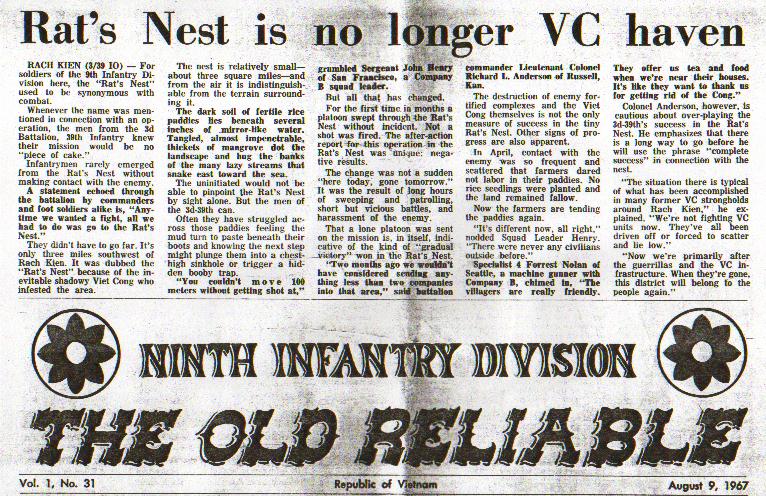 Rat's Nest is no longer VC haven
RACH KIEN (3/39 IO) — For
soldiers of the 9th Infantry Di-
vision here, the "Rat's Nest"
used to be synonymous with
combat.
Whenever the name was men-
tioned in connection with an op-
eration, the men from the 3d
Battalion, 39th Infantry knew
their mission would be no
"piece of cake."
Infantrymen rarely emerged
from the Rat's Nest without
making contact with the enemy.
A statement echoed through
the battalion by commanders
and foot soldiers alike is, "Any-
time we wanted a fight, all we
had to do was go to the Rat's
Nest."
They didn't have to go far. It's
only three miles southwest of
Rach Kien. It was dubbed the
"Rat's Nest" because of the in-
evitable shadowy Viet Cong who
infested the area.
The nest is relatively small—
about three square miles—and
from the air it is indistinguish-
able from the terrain surround-
ing it.
The dark soil of fertile rice
paddies lies beneath several
inches of mirror-like water.
Tangled, almost impenetrable,
thickets of mangrove dot the
landscape and hug the banks
of the many lazy streams that
snake east toward the sea.
The uninitiated would not be
able to pinpoint the Rat's Nest
by sight alone. But the men of
the 3d-39th can.
Often they have struggled ac-
ross those paddies feeling the
mud turn to paste beneath their
boots and knowing the next step
might plunge them into a chest-
high sinkhole or trigger a hid-
den booby trap.
"You couldn't move 100
meters without getting shot at,"
grumbled Sergeant John Henry
of San Francisco, a Company
B squad leader.
But all that has changed.
For the first time in months a
platoon swept through the Rat's
Nest without incident. Not a
shot was fired. The after-action
report for this operation in the
Rat's Nest was unique: nega-
tive results.
The change was not a sudden
"here today, gone tomorrow."
It was the result of long hours
of sweeping and patrolling,
short but vicious battles, and
harassment of the enemy.
That a lone platoon was sent
on the mission is, in itself, indi-
cative of the kind of "gradual
victory" won in the Rat's Nest.
"Two months ago we wouldn't
have considered sending any-
thing less than two companies
into that area," said battalion
commander Lieutenant Colonel
Richard L. Anderson of Russell,
Kan.
The destruction of enemy for-
tified complexes and the Viet
Cong themselves is not the only
measure of success in the tiny
Rat's Nest. Other signs of prog-
ress are also apparent.
In April, contact with the
enemy was so frequent and
scattered that farmers dared
not labor in their paddies. No
rice seedlings were planted and
the land remained fallow.
Now the farmers are tending
the paddies again.
"It's different now, all right,"
nodded Squad Leader Henry.
"There were never any civilians
outside before."
Specialist 4 Forrest Nolan of
Seattle, a machine gunner with
Company B, chimed in, "The
villagers are really friendly.
They offer us tea and food
when we're near their houses.
It's like they want to thank us
for getting rid of the Cong."
Colonel Anderson, however, is
cautious about over-playing the
3d-39th's success in the Rat's
Nest. He emphasizes that there
is a long way to go before he
will use the phrase "complete
success" in connection with the
nest.
"The situation there is typical
of what has been accomplished
in many former VC strongholds
around Rach Kien," he ex-
plained, "We're not fighting VC
units now. They've all been
driven off or forced to scatter
and lie low."
"Now we're primarily after
the guerrillas and the VC in-
frastructure. When they're gone,
this district will belong to the
people again."
NINTH INFANTRY DIVISION
THE OLD RELIABLE
Vol. 1, No. 31
Republic of Vietnam
August 9, 1967